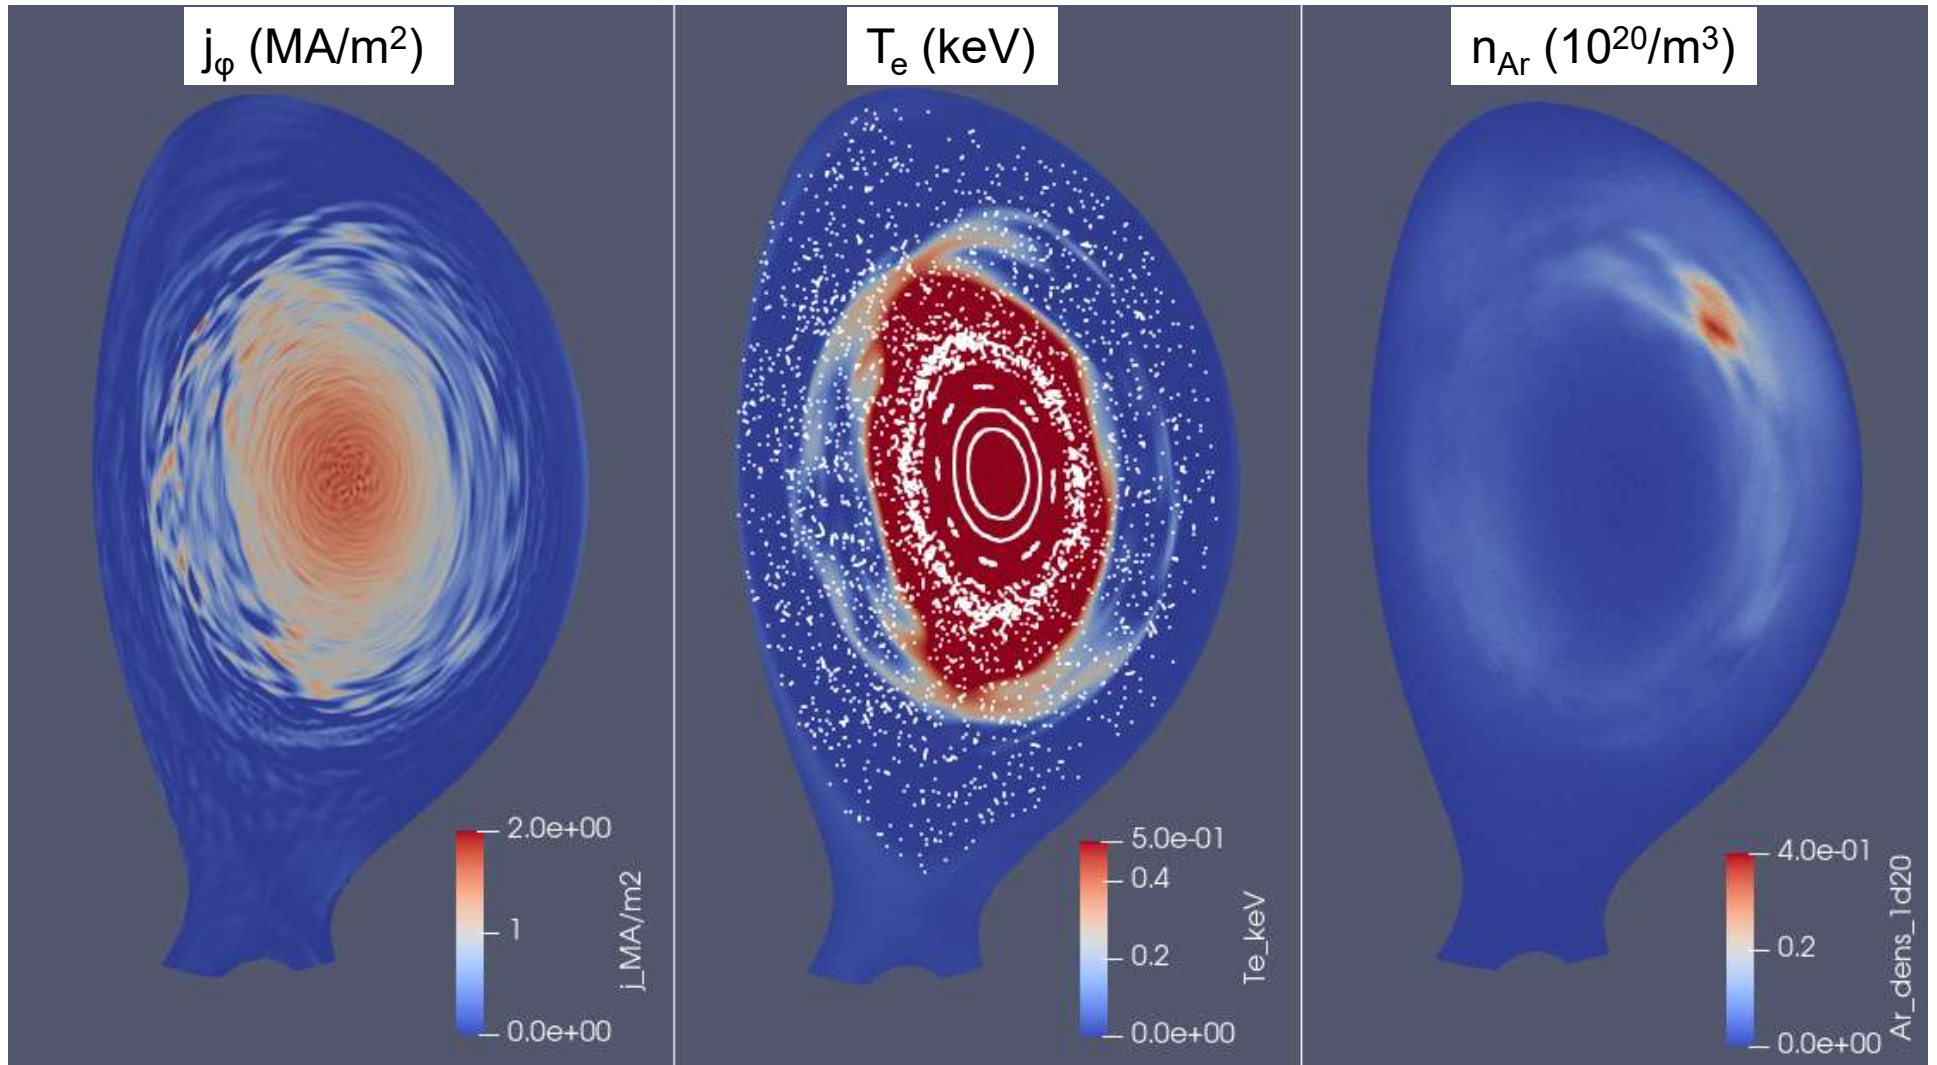 jφ (MA/m²)
2.0e+00
1
0.0e+00
j_MA/m2
Te (keV)
5.0e-01
0.4
0.2
0.0e+00
Te_keV
nAr (10²⁰/m³)
4.0e-01
0.2
0.0e+00
Ar_dens_1d20